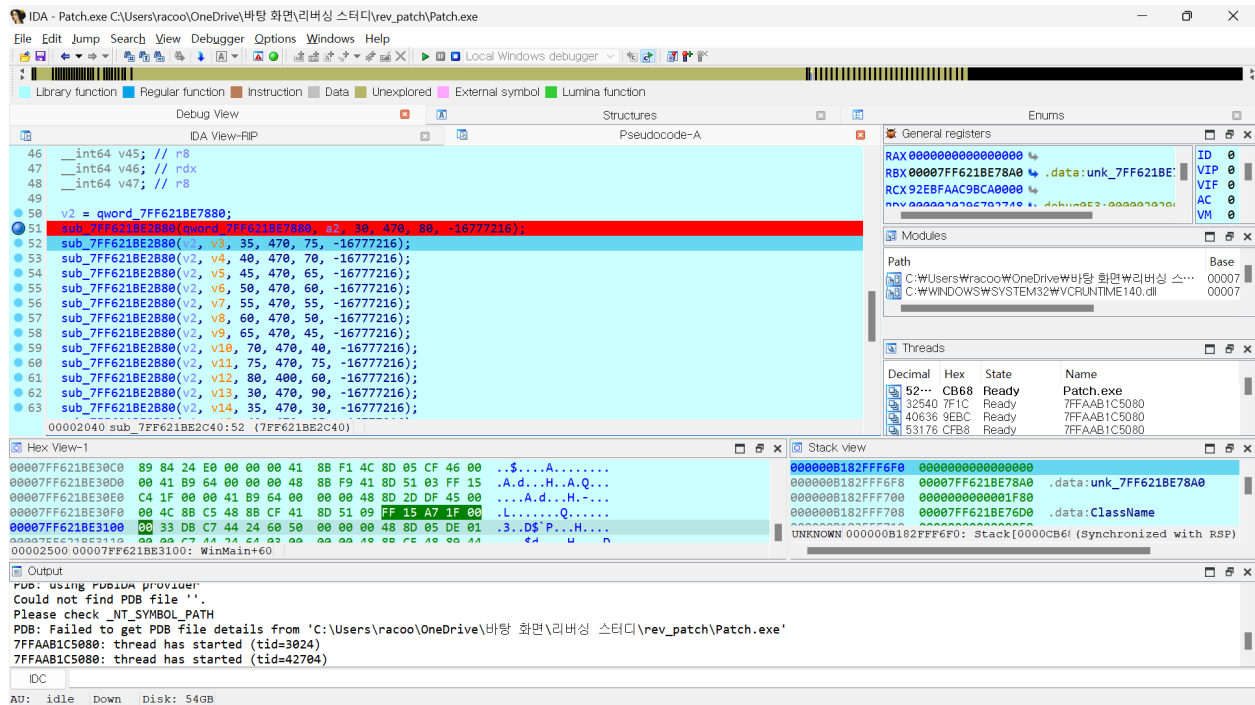 IDA - Patch.exe C:\Users\racoo\OneDrive\바탕 화면\리버싱 스터디\rev_patch\Patch.exe
File Edit Jump Search View Debugger Options Windows Help
Local Windows debugger
Library function Regular function Instruction Data Unexplored External symbol Lumina function
Debug View Structures Enums
IDA View-RIP Pseudocode-A
46 __int64 v45; // r8
47 __int64 v46; // rdx
48 __int64 v47; // r8
49
50 v2 = qword_7FF621BE7880;
51 sub_7FF621BE2B80(qword_7FF621BE7880, a2, 30, 470, 80, -16777216);
52 sub_7FF621BE2B80(v2, v3, 35, 470, 75, -16777216);
53 sub_7FF621BE2B80(v2, v4, 40, 470, 70, -16777216);
54 sub_7FF621BE2B80(v2, v5, 45, 470, 65, -16777216);
55 sub_7FF621BE2B80(v2, v6, 50, 470, 60, -16777216);
56 sub_7FF621BE2B80(v2, v7, 55, 470, 55, -16777216);
57 sub_7FF621BE2B80(v2, v8, 60, 470, 50, -16777216);
58 sub_7FF621BE2B80(v2, v9, 65, 470, 45, -16777216);
59 sub_7FF621BE2B80(v2, v10, 70, 470, 40, -16777216);
60 sub_7FF621BE2B80(v2, v11, 75, 470, 75, -16777216);
61 sub_7FF621BE2B80(v2, v12, 80, 400, 60, -16777216);
62 sub_7FF621BE2B80(v2, v13, 30, 470, 90, -16777216);
63 sub_7FF621BE2B80(v2, v14, 35, 470, 30, -16777216);
00002040 sub_7FF621BE2C40:52 (7FF621BE2C40)
General registers
RAX 0000000000000000
RBX 00007FF621BE78A0 .data:unk_7FF621BE7
RCX 92EBFAAC9BCA0000
ID 0
VIP 0
VIF 0
AC 0
VM 0
Modules
Path Base
C:₩Users₩racoo₩OneDrive₩바탕 화면₩리버싱 스⋯ 00007
C:₩WINDOWS₩SYSTEM32₩VCRUNTIME140.dll 00007
Threads
Decimal Hex State Name
52⋯ CB68 Ready Patch.exe
32540 7F1C Ready 7FFAAB1C5080
40636 9EBC Ready 7FFAAB1C5080
53176 CFB8 Ready 7FFAAB1C5080
Hex View-1
00007FF621BE30C0 89 84 24 E0 00 00 00 41 8B F1 4C 8D 05 CF 46 00 ..$....A........
00007FF621BE30D0 00 41 B9 64 00 00 00 48 8B F9 41 8D 51 03 FF 15 .A.d...H..A.Q...
00007FF621BE30E0 C4 1F 00 00 41 B9 64 00 00 00 48 8D 2D DF 45 00 ....A.d...H.-...
00007FF621BE30F0 00 4C 8B C5 48 8B CF 41 8D 51 09 FF 15 A7 1F 00 .L......Q......
00007FF621BE3100 00 33 DB C7 44 24 60 50 00 00 00 48 8D 05 DE 01 .3..D$`P...H....
00002500 00007FF621BE3100: WinMain+60
Stack view
000000B182FFF6F0 0000000000000000
000000B182FFF6F8 00007FF621BE78A0 .data:unk_7FF621BE78A0
000000B182FFF700 0000000000001F80
000000B182FFF708 00007FF621BE76D0 .data:ClassName
UNKNOWN 000000B182FFF6F0: Stack[0000CB6 (Synchronized with RSP)
Output
PDB: using PDBIDA provider
Could not find PDB file ''.
Please check _NT_SYMBOL_PATH
PDB: Failed to get PDB file details from 'C:\Users\racoo\OneDrive\바탕 화면\리버싱 스터디\rev_patch\Patch.exe'
7FFAAB1C5080: thread has started (tid=3024)
7FFAAB1C5080: thread has started (tid=42704)
IDC
AU: idle Down Disk: 54GB